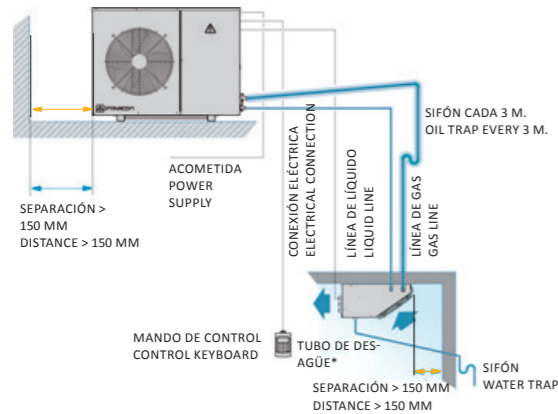 INTARCON
SIFÓN CADA 3 M.
OIL TRAP EVERY 3 M.
ACOMETIDA
POWER
SUPPLY
CONEXIÓN ELÉCTRICA
ELECTRICAL CONNECTION
LÍNEA DE LÍQUIDO
LIQUID LINE
LÍNEA DE GAS
GAS LINE
SEPARACIÓN >
150 MM
DISTANCE > 150 MM
MANDO DE CONTROL
CONTROL KEYBOARD
TUBO DE DES-
AGÜE*
SIFÓN
WATER TRAP
SEPARACIÓN > 150 MM
DISTANCE > 150 MM